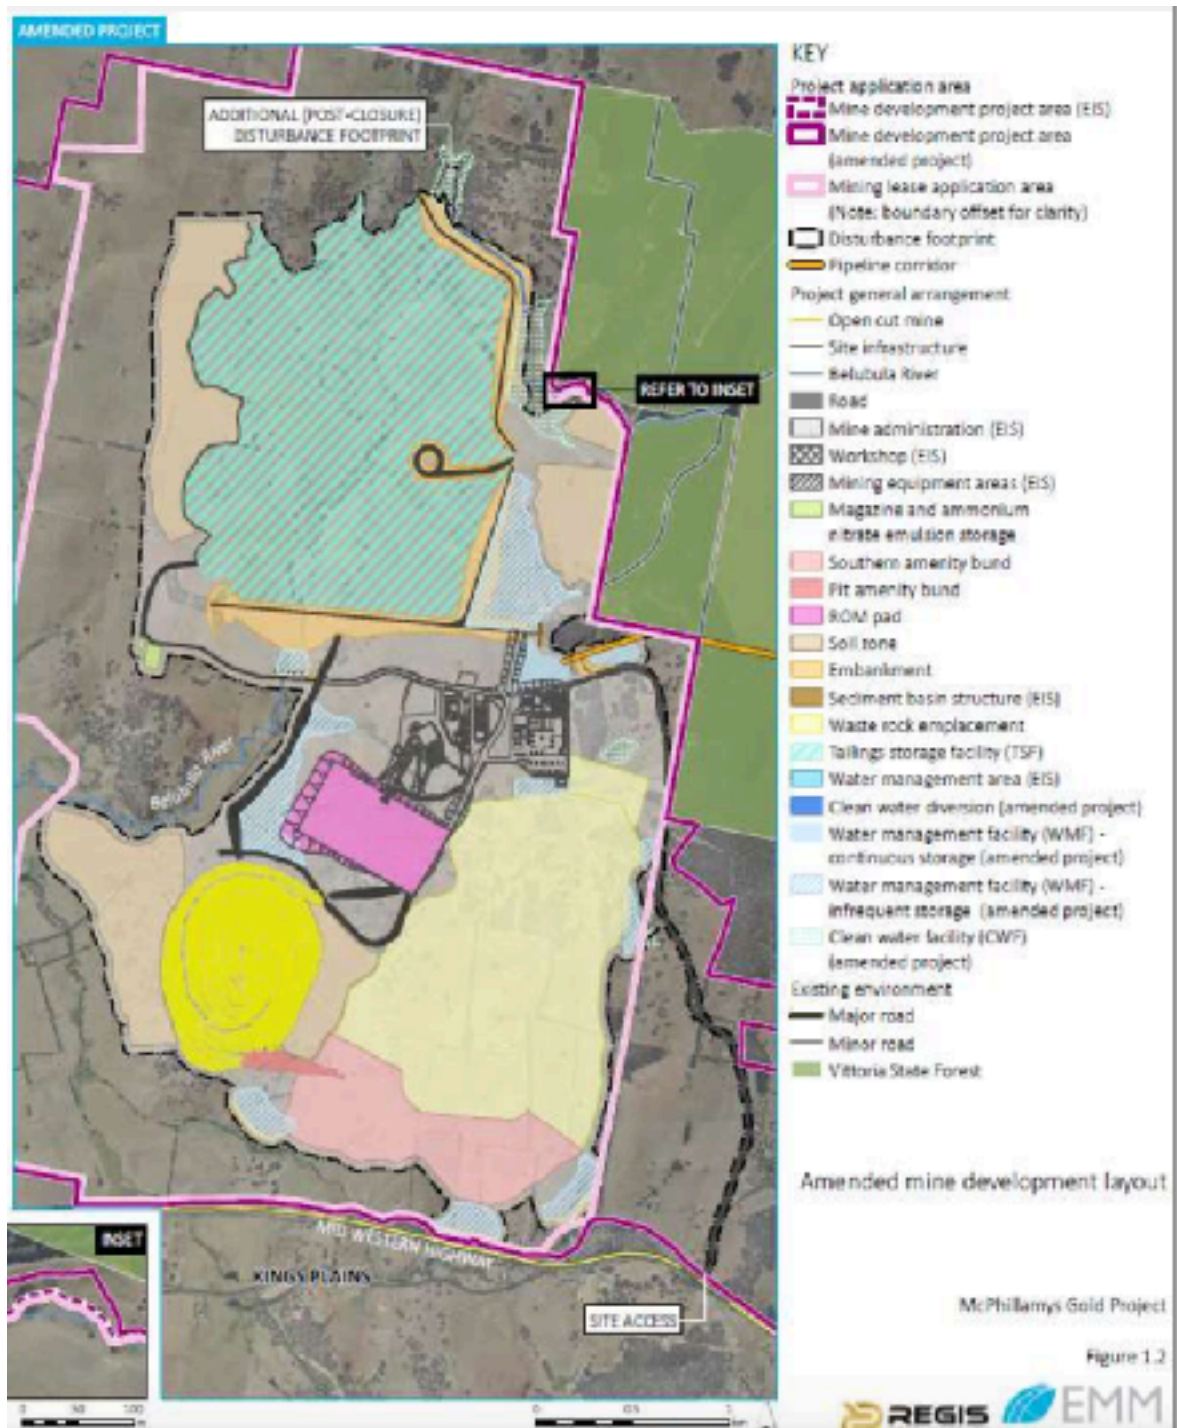 AMENDED PROJECT
ADDITIONAL (POST-CLOSURE)
DISTURBANCE FOOTPRINT
REFER TO INSET
Belubula River
MID WESTERN HIGHWAY
KINGS PLAINS
SITE ACCESS
INSET
0 50 100
0 0.5 1
KEY
Project application area
Mine development project area (EIS)
Mine development project area
(amended project)
Mining lease application area
(Note: boundary offset for clarity)
Disturbance footprint
Pipeline corridor
Project general arrangement
Open cut mine
Site infrastructure
Belubula River
Road
Mine administration (EIS)
Workshop (EIS)
Mining equipment areas (EIS)
Magazine and ammonium
nitrate emulsion storage
Southern amenity bund
Pit amenity bund
ROM pad
Soil zone
Embankment
Sediment basin structure (EIS)
Waste rock emplacement
Tailings storage facility (TSF)
Water management area (EIS)
Clean water diversion (amended project)
Water management facility (WMF) -
continuous storage (amended project)
Water management facility (WMF) -
infrequent storage (amended project)
Clean water facility (CWF)
(amended project)
Existing environment
Major road
Minor road
Vittoria State Forest
Amended mine development layout
McPhillamys Gold Project
Figure 1.2
REGIS
EMM